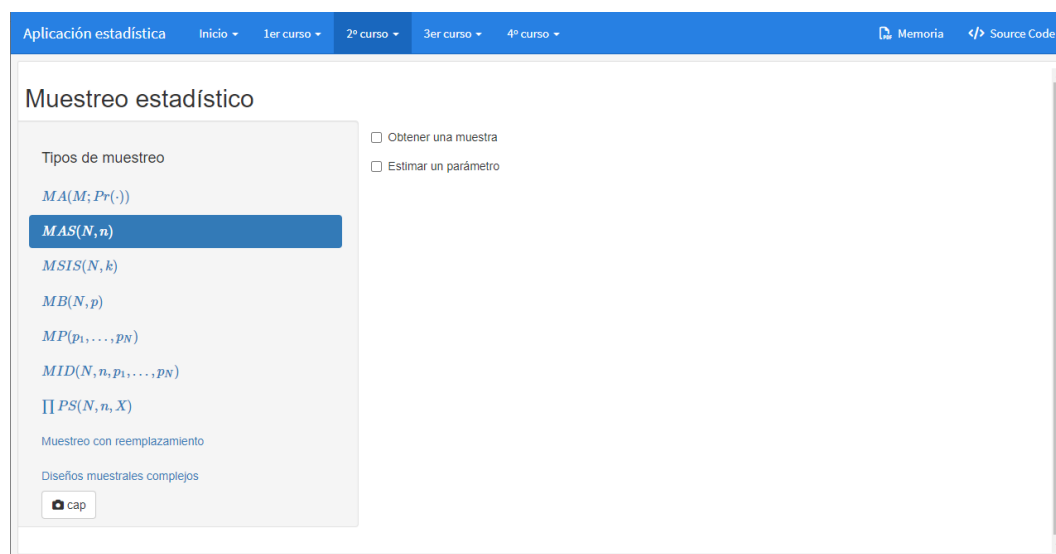 Aplicación estadística Inicio 1er curso 2º curso 3er curso 4º curso Memoria </> Source Code
Muestreo estadístico
Tipos de muestreo
MA(M; Pr(·))
MAS(N, n)
MSIS(N, k)
MB(N, p)
MP(p₁, . . . , p_N)
MID(N, n, p₁, . . . , p_N)
∏ PS(N, n, X)
Muestreo con reemplazamiento
Diseños muestrales complejos
cap
Obtener una muestra
Estimar un parámetro